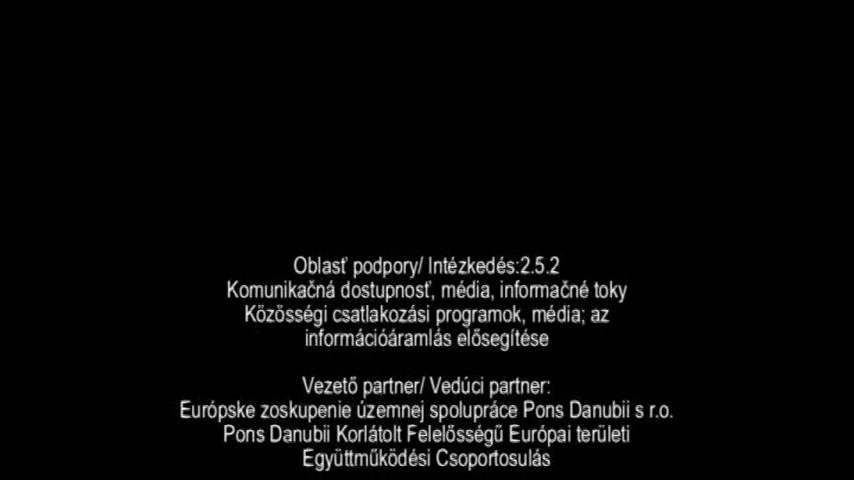 Oblasť podpory/ Intézkedés:2.5.2
Komunikačná dostupnosť, média, informačné toky
Közösségi csatlakozási programok, média; az
információáramlás elősegítése
Vezető partner/ Vedúci partner:
Európske zoskupenie územnej spolupráce Pons Danubii s r.o.
Pons Danubii Korlátolt Felelősségű Európai területi
Együttműködési Csoportosulás